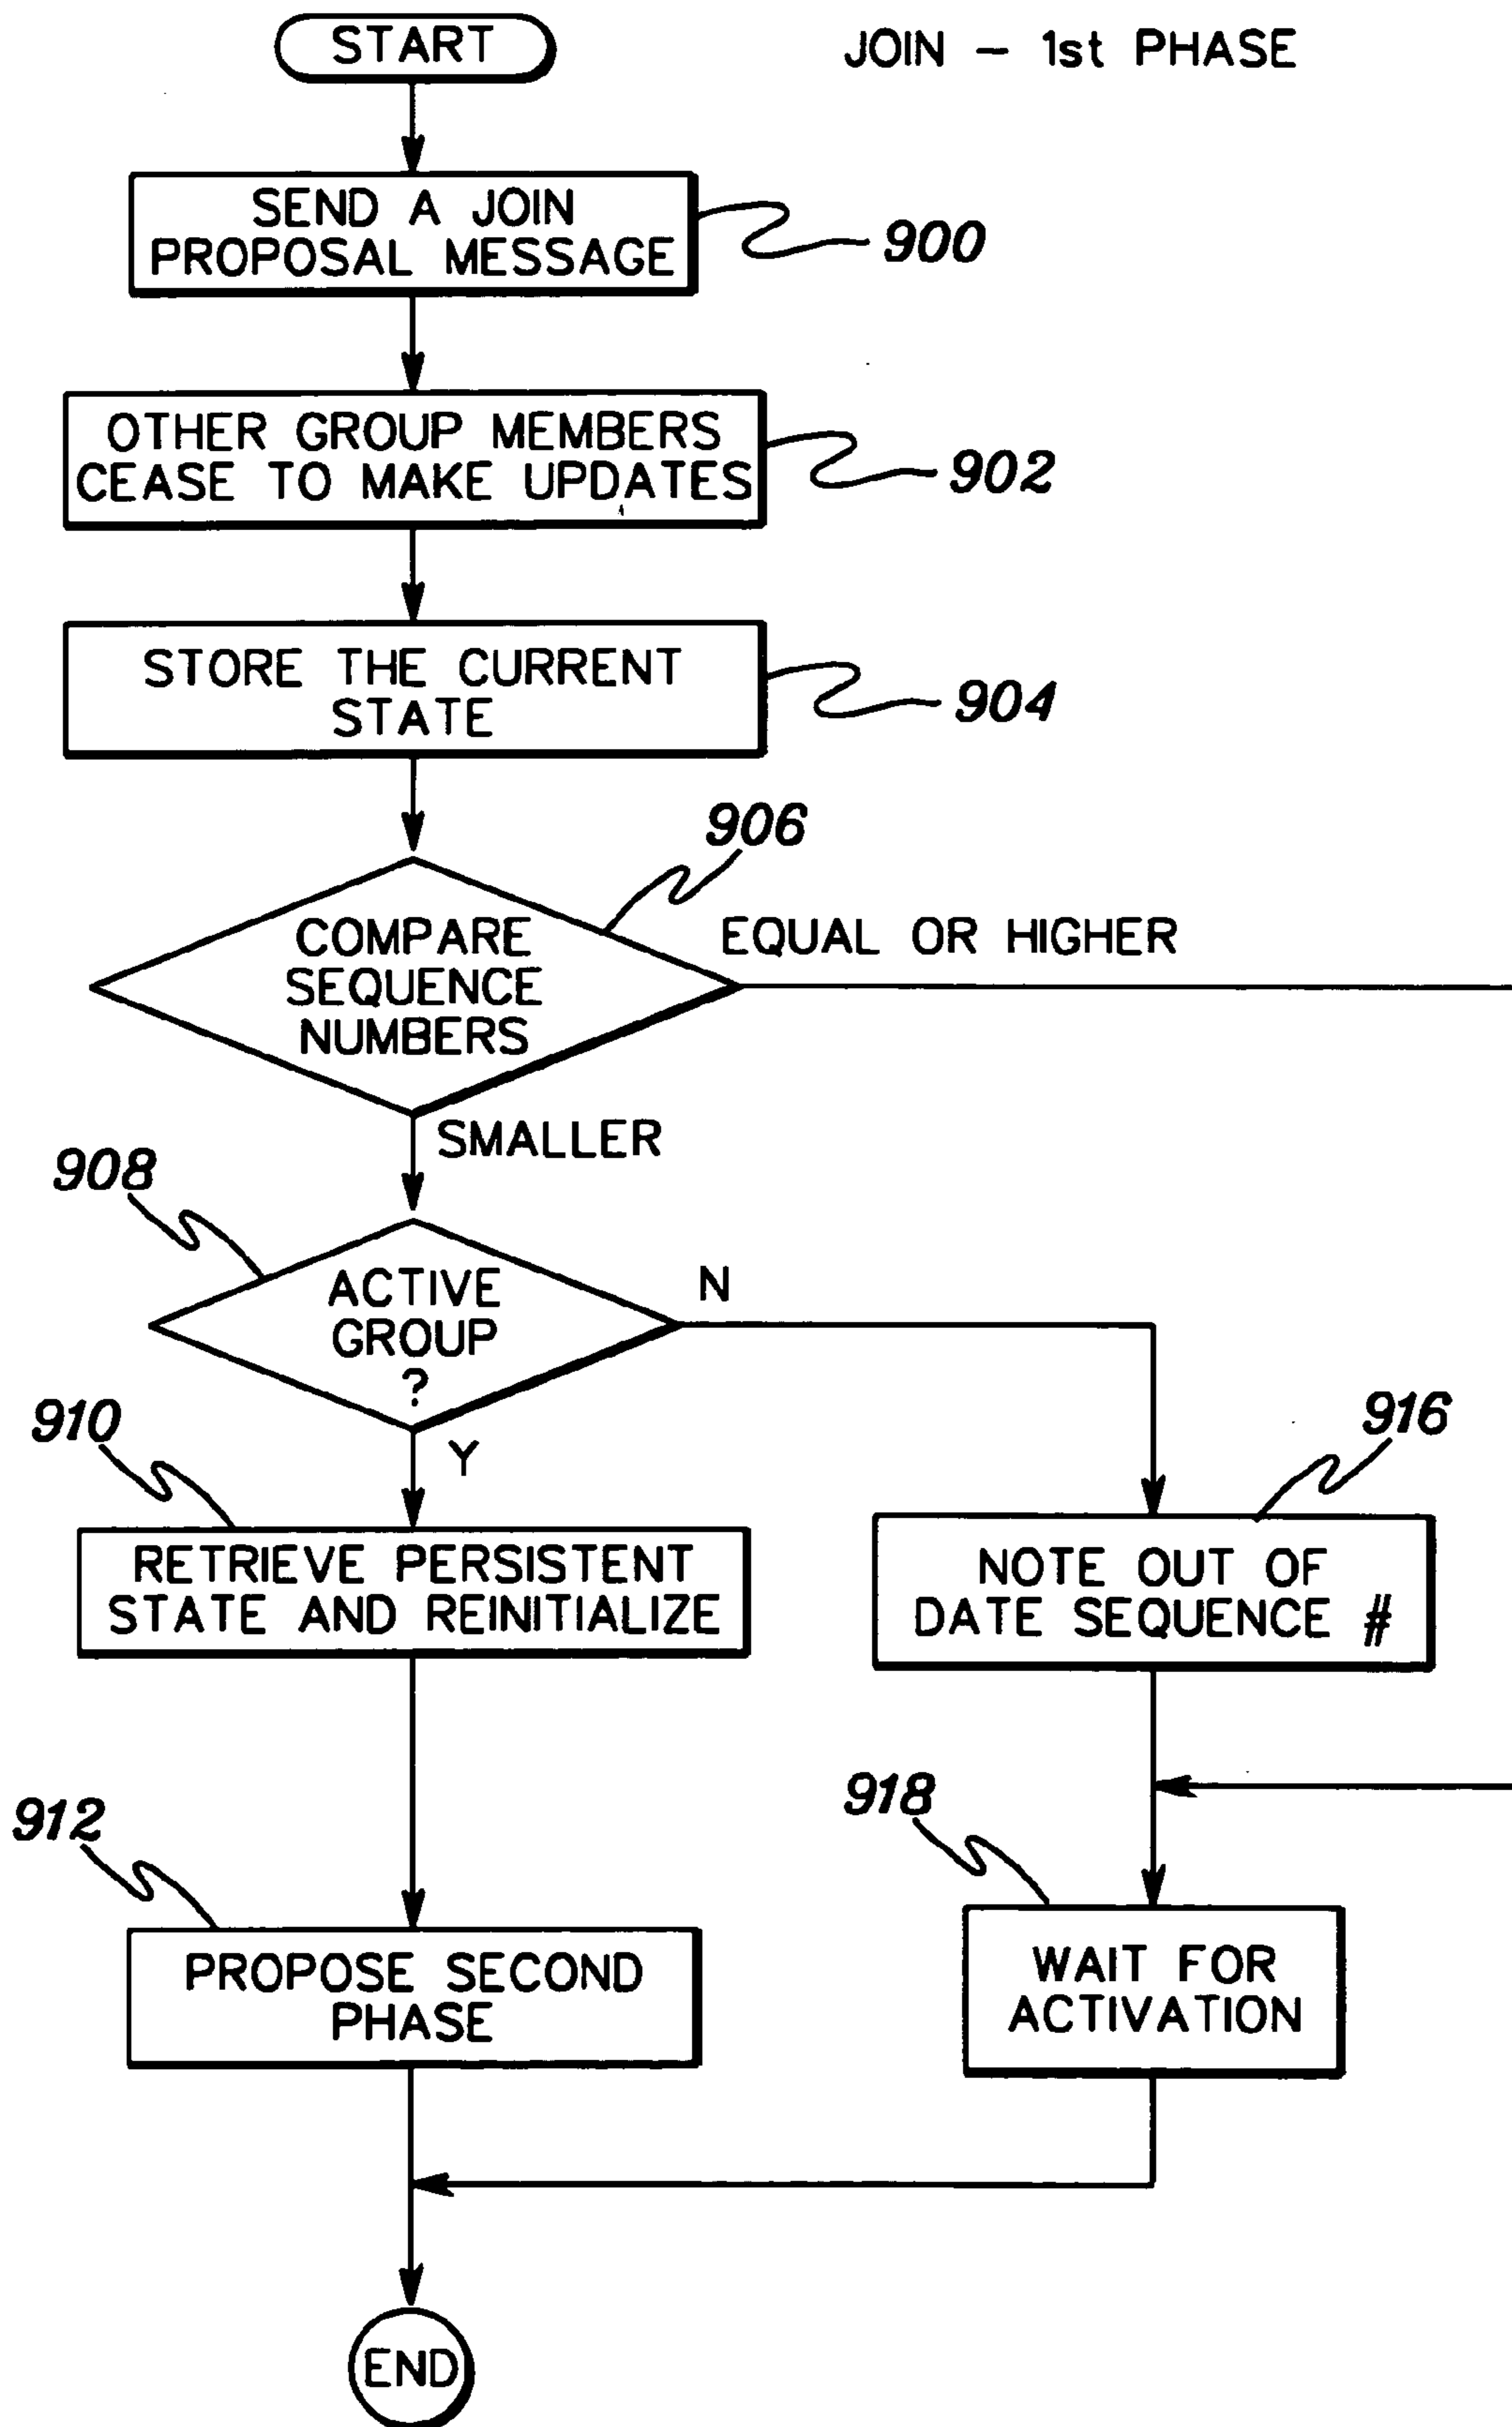 START
JOIN – 1st PHASE
SEND A JOIN
PROPOSAL MESSAGE
900
OTHER GROUP MEMBERS
CEASE TO MAKE UPDATES
902
STORE THE CURRENT
STATE
904
906
COMPARE
SEQUENCE
NUMBERS
EQUAL OR HIGHER
SMALLER
908
ACTIVE
GROUP
?
N
Y
910
RETRIEVE PERSISTENT
STATE AND REINITIALIZE
916
NOTE OUT OF
DATE SEQUENCE #
912
PROPOSE SECOND
PHASE
918
WAIT FOR
ACTIVATION
END